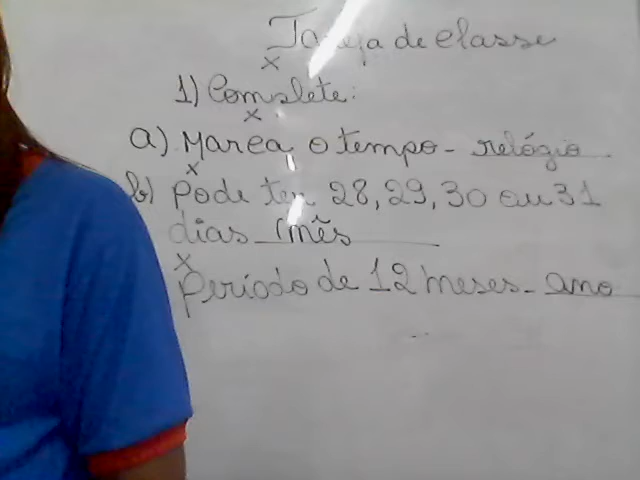 Tarefa de classe
x
1) Complete:
x
a) Marca o tempo - relógio
x
b) Pode ter 28, 29, 30 ou 31
dias mês
x
Período de 12 meses - ano